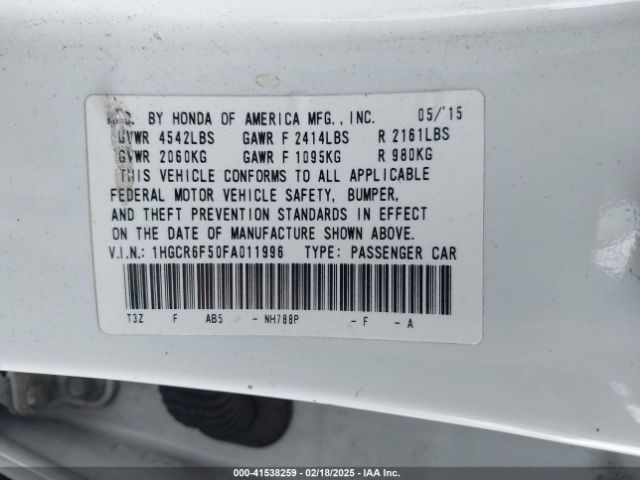 MFD. BY HONDA OF AMERICA MFG., INC. 05/'15
GVWR 4542LBS GAWR F 2414LBS R 2161LBS
GVWR 2060KG GAWR F 1095KG R 980KG
THIS VEHICLE CONFORMS TO ALL APPLICABLE
FEDERAL MOTOR VEHICLE SAFETY, BUMPER,
AND THEFT PREVENTION STANDARDS IN EFFECT
ON THE DATE OF MANUFACTURE SHOWN ABOVE.
V.I.N.: 1HGCR6F50FA011996 TYPE: PASSENGER CAR
T3Z F AB5 - NH788P - F - A
000-41538259 | 02/18/2025 | IAA Inc.